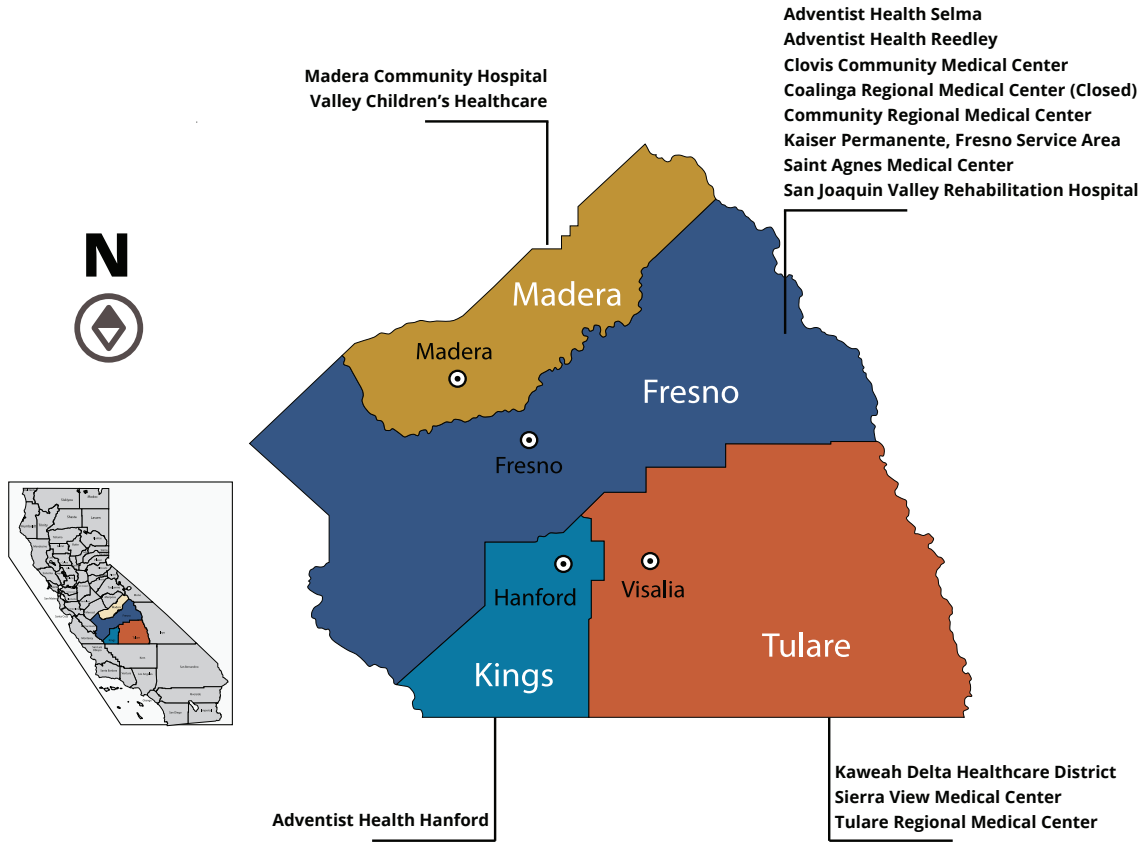 Adventist Health Selma
Adventist Health Reedley
Clovis Community Medical Center
Coalinga Regional Medical Center (Closed)
Community Regional Medical Center
Kaiser Permanente, Fresno Service Area
Saint Agnes Medical Center
San Joaquin Valley Rehabilitation Hospital
Madera Community Hospital
Valley Children's Healthcare
N
Madera
Madera
Fresno
Fresno
Hanford
Visalia
Kings
Tulare
Adventist Health Hanford
Kaweah Delta Healthcare District
Sierra View Medical Center
Tulare Regional Medical Center